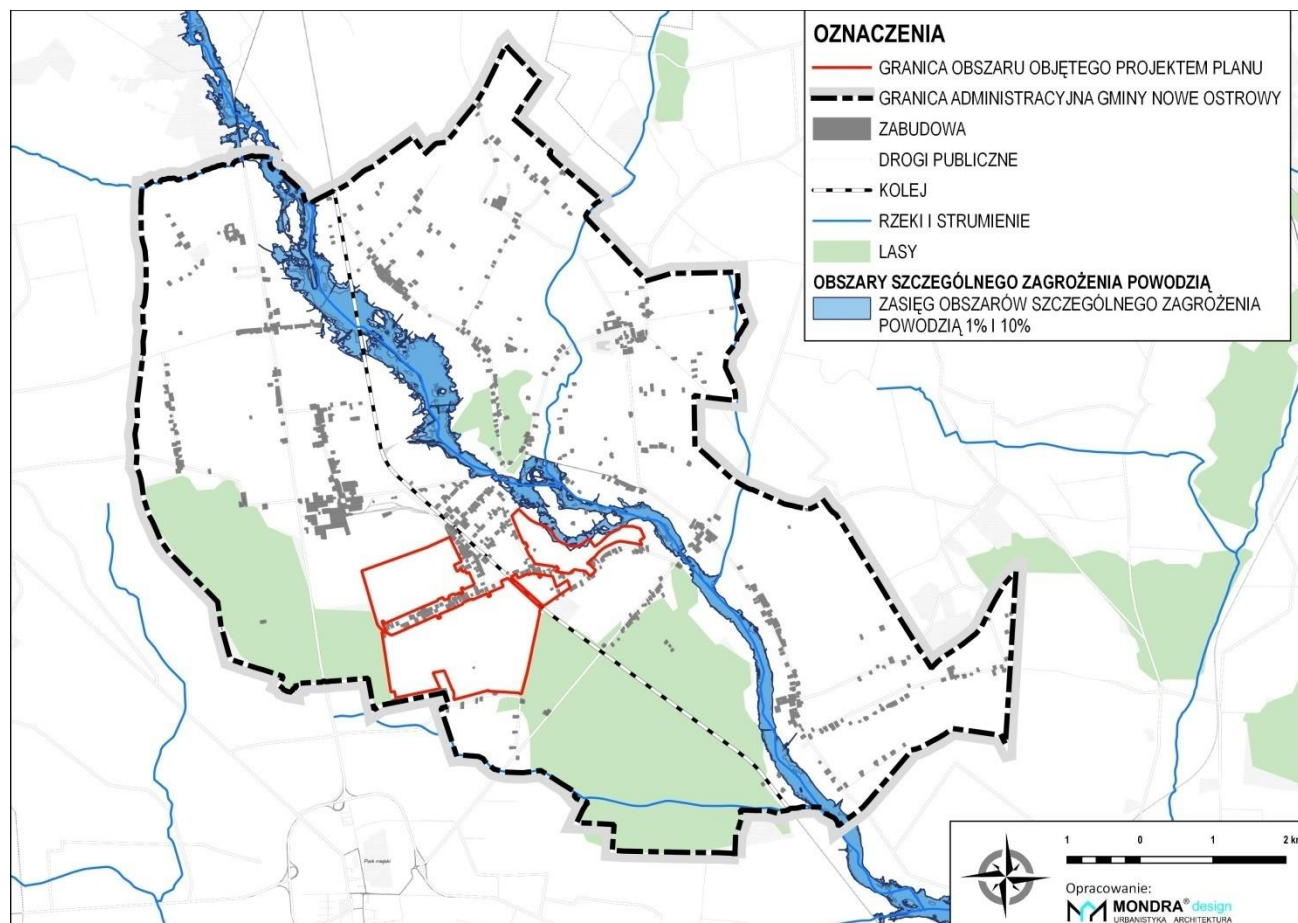 OZNACZENIA
GRANICA OBSZARU OBJĘTEGO PROJEKTEM PLANU
GRANICA ADMINISTRACYJNA GMINY NOWE OSTROWY
ZABUDOWA
DROGI PUBLICZNE
KOLEJ
RZEKI I STRUMIENIE
LASY
OBSZARY SZCZEGÓLNEGO ZAGROŻENIA POWODZIĄ
ZASIĘG OBSZARÓW SZCZEGÓLNEGO ZAGROŻENIA
POWODZIĄ 1% I 10%
Park miejski
1 0 1 2 km
Opracowanie:
MONDRA® design
URBANISTYKA ARCHITEKTURA